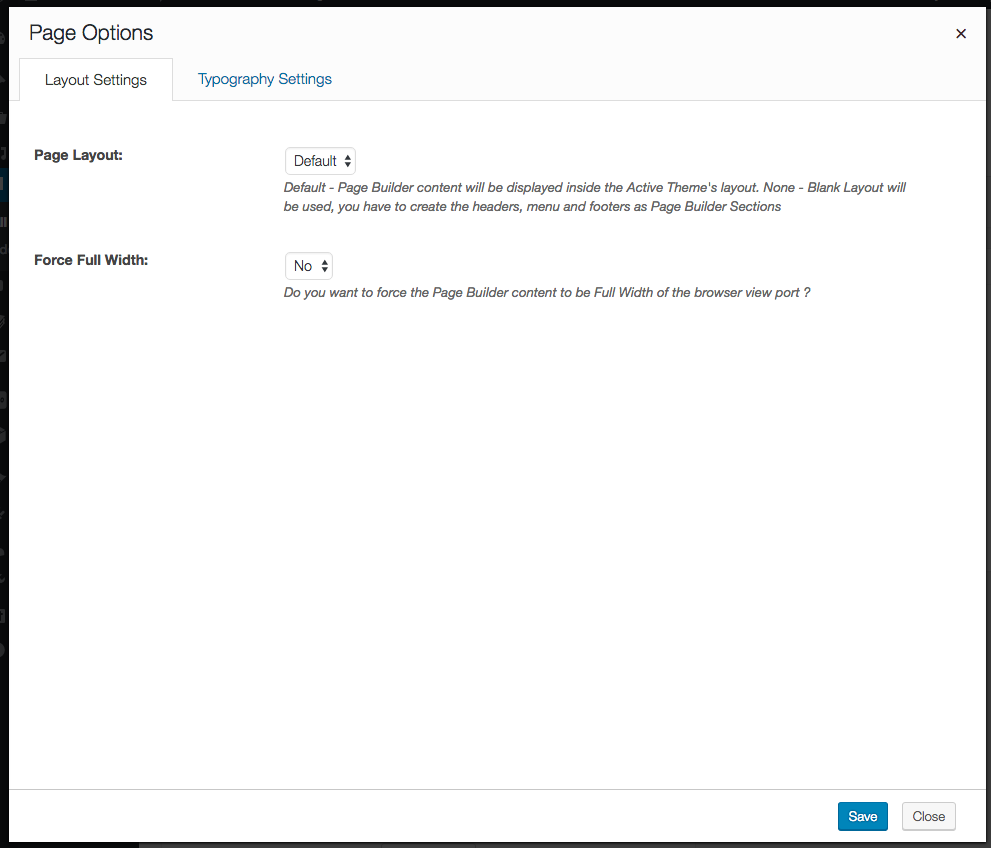 Page Options
×
Layout Settings
Typography Settings
Page Layout:
Default
Default - Page Builder content will be displayed inside the Active Theme's layout. None - Blank Layout will
be used, you have to create the headers, menu and footers as Page Builder Sections
Force Full Width:
No
Do you want to force the Page Builder content to be Full Width of the browser view port ?
Save
Close